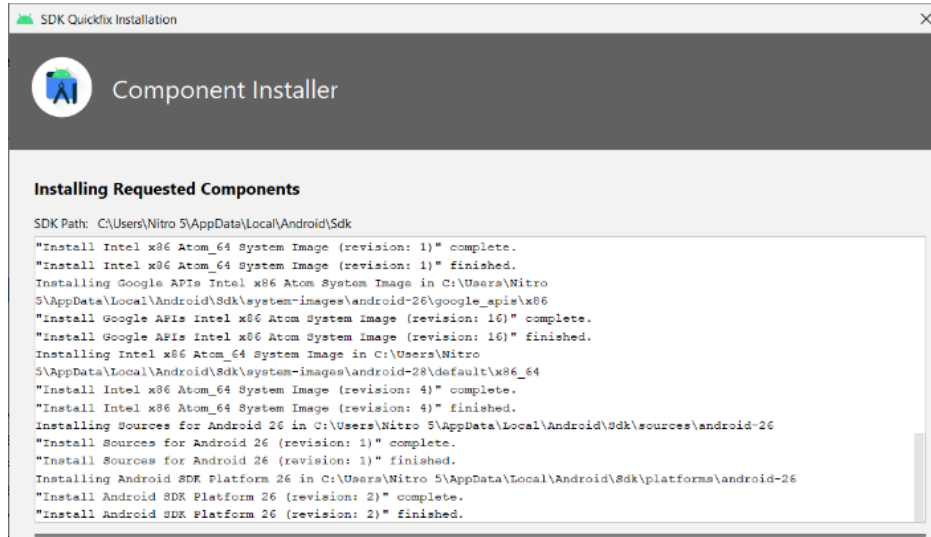 SDK Quickfix Installation
Component Installer
Installing Requested Components
SDK Path: C:\Users\Nitro 5\AppData\Local\Android\Sdk
"Install Intel x86 Atom_64 System Image (revision: 1)" complete.
"Install Intel x86 Atom_64 System Image (revision: 1)" finished.
Installing Google APIs Intel x86 Atom System Image in C:\Users\Nitro
5\AppData\Local\Android\Sdk\system-images\android-26\google_apis\x86
"Install Google APIs Intel x86 Atom System Image (revision: 16)" complete.
"Install Google APIs Intel x86 Atom System Image (revision: 16)" finished.
Installing Intel x86 Atom_64 System Image in C:\Users\Nitro
5\AppData\Local\Android\Sdk\system-images\android-28\default\x86_64
"Install Intel x86 Atom_64 System Image (revision: 4)" complete.
"Install Intel x86 Atom_64 System Image (revision: 4)" finished.
Installing Sources for Android 26 in C:\Users\Nitro 5\AppData\Local\Android\Sdk\sources\android-26
"Install Sources for Android 26 (revision: 1)" complete.
"Install Sources for Android 26 (revision: 1)" finished.
Installing Android SDK Platform 26 in C:\Users\Nitro 5\AppData\Local\Android\Sdk\platforms\android-26
"Install Android SDK Platform 26 (revision: 2)" complete.
"Install Android SDK Platform 26 (revision: 2)" finished.